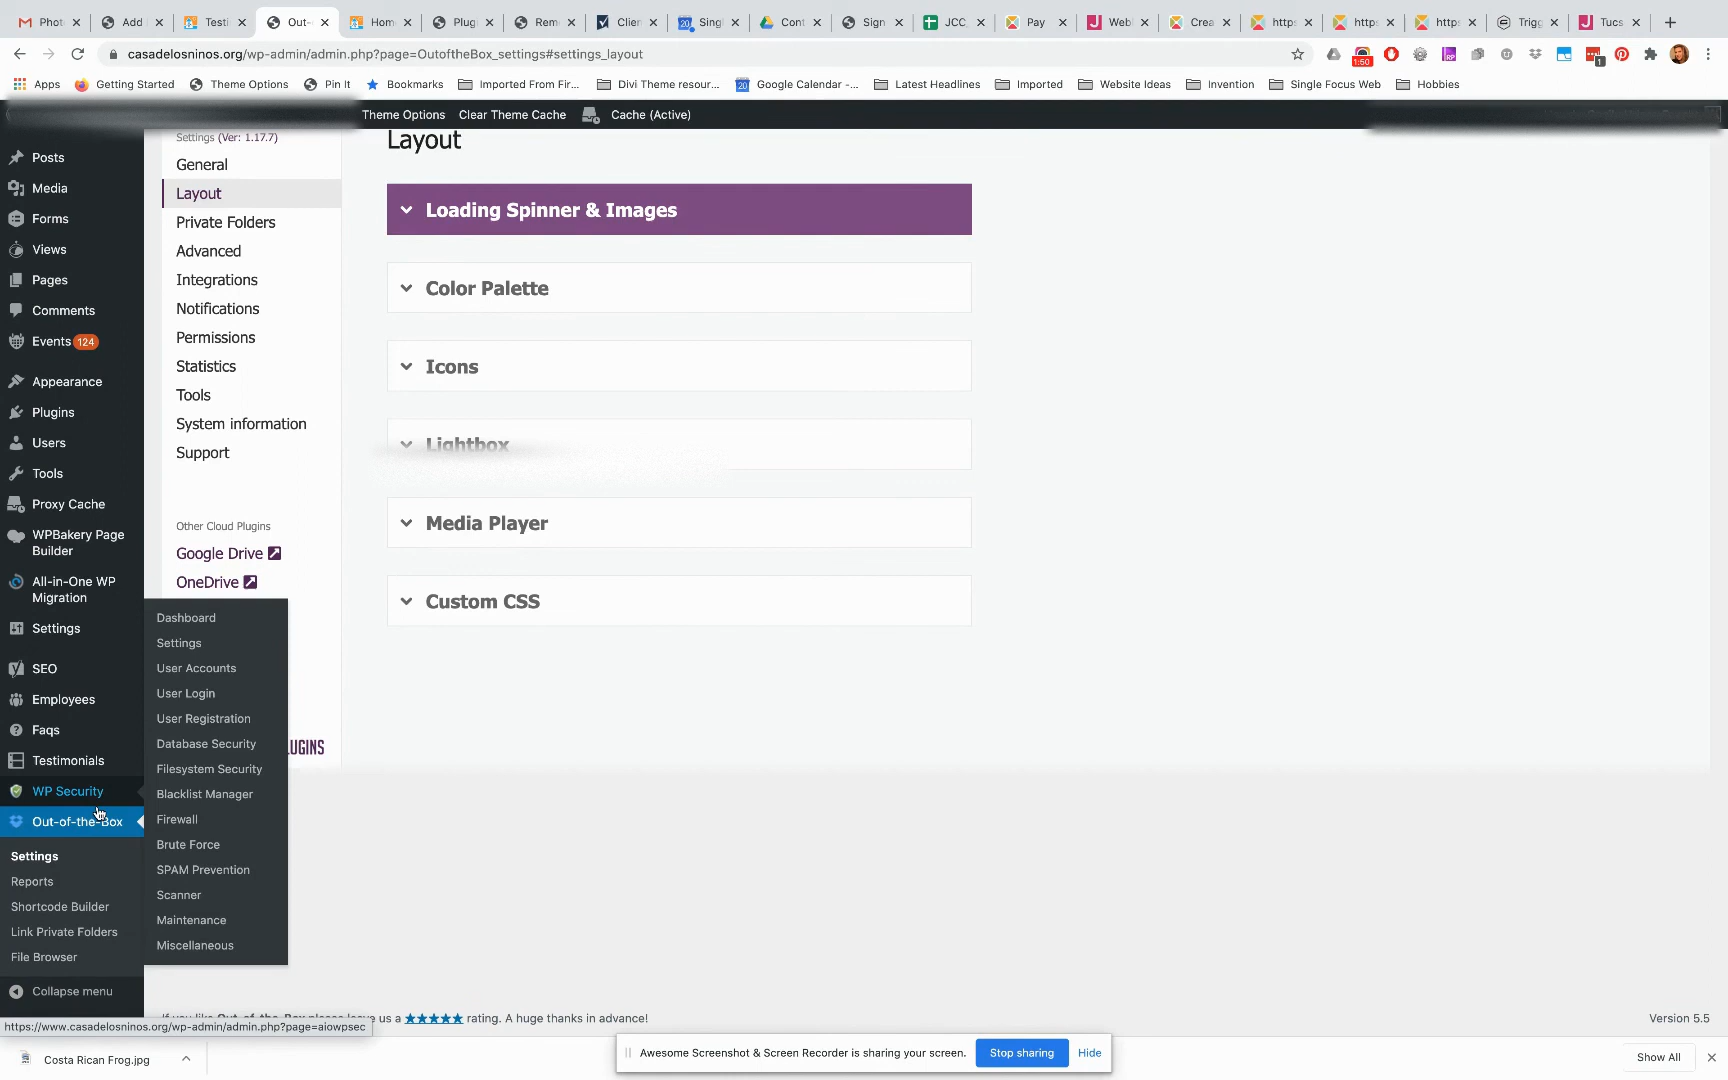 Phot
Add
Testi
Out-
Hom
Plugi
Rem
Clier
Singl
Cont
Sign
JCC_
Pay
Web
Crea
https
https
https
Trigg
Tucs
casadelosninos.org/wp-admin/admin.php?page=OutoftheBox_settings#settings_layout
1:50
1
Apps
Getting Started
Theme Options
Pin It
Bookmarks
Imported From Fir...
Divi Theme resour...
Google Calendar -...
Latest Headlines
Imported
Website Ideas
Invention
Single Focus Web
Hobbies
Theme Options
Clear Theme Cache
Cache (Active)
Posts
Media
Forms
Views
Pages
Comments
Events 124
Appearance
Plugins
Users
Tools
Proxy Cache
WPBakery Page
Builder
All-in-One WP
Migration
Settings
SEO
Employees
Faqs
Testimonials
WP Security
Out-of-the-Box
Settings
Reports
Shortcode Builder
Link Private Folders
File Browser
Collapse menu
Settings (Ver: 1.17.7)
General
Layout
Private Folders
Advanced
Integrations
Notifications
Permissions
Statistics
Tools
System information
Support
Other Cloud Plugins
Google Drive
OneDrive
UGINS
Dashboard
Settings
User Accounts
User Login
User Registration
Database Security
Filesystem Security
Blacklist Manager
Firewall
Brute Force
SPAM Prevention
Scanner
Maintenance
Miscellaneous
Layout
Loading Spinner & Images
Color Palette
Icons
Lightbox
Media Player
Custom CSS
If you like Out-of-the-Box please leave us a ★★★★★ rating. A huge thanks in advance!
Version 5.5
https://www.casadelosninos.org/wp-admin/admin.php?page=aiowpsec
Costa Rican Frog.jpg
Awesome Screenshot & Screen Recorder is sharing your screen.
Stop sharing
Hide
Show All